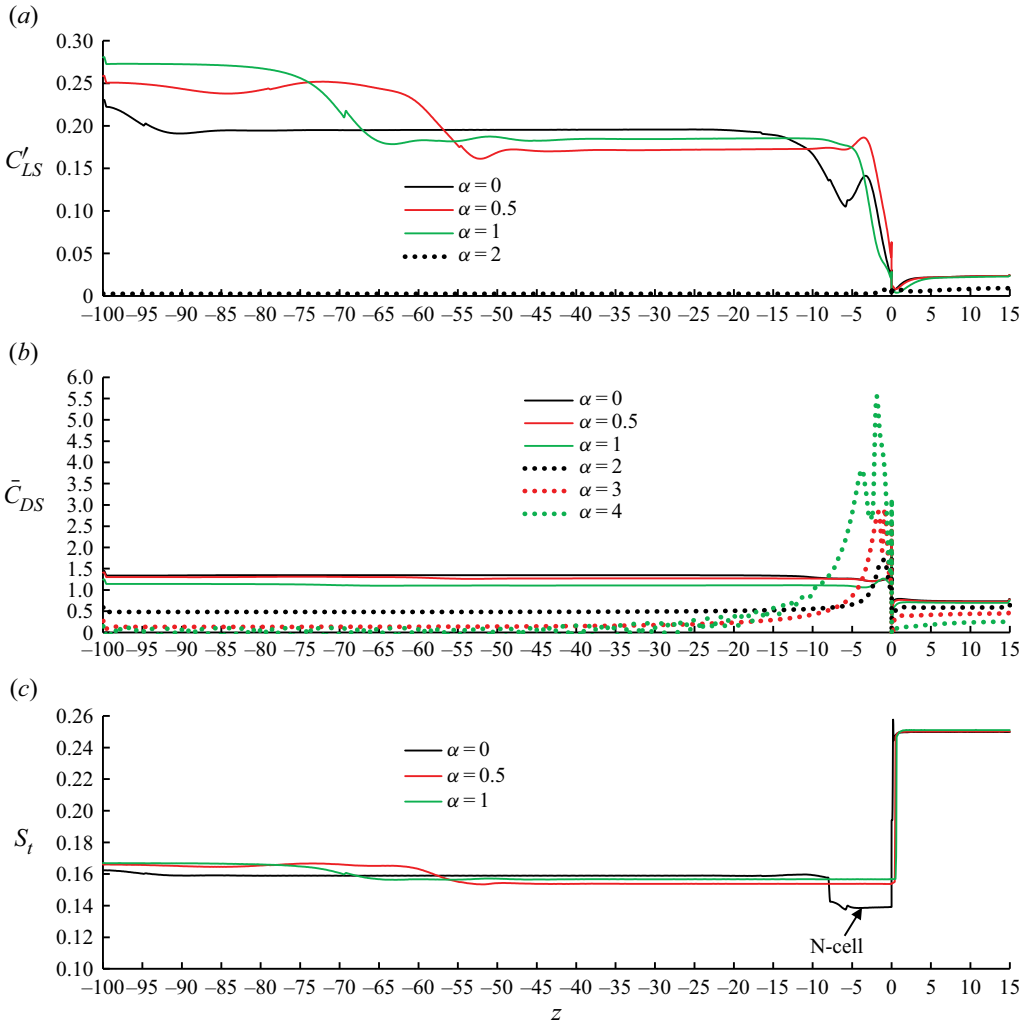 (a)
0.30
0.25
0.20
0.15
0.10
0.05
0
C′LS
α = 0
α = 0.5
α = 1
α = 2
–100 –95 –90 –85 –80 –75 –70 –65 –60 –55 –50 –45 –40 –35 –30 –25 –20 –15 –10 –5 0 5 10 15
(b)
6.0
5.5
5.0
4.5
4.0
3.5
3.0
2.5
2.0
1.5
1.0
0.5
0
C̄DS
α = 0
α = 0.5
α = 1
α = 2
α = 3
α = 4
–100 –95 –90 –85 –80 –75 –70 –65 –60 –55 –50 –45 –40 –35 –30 –25 –20 –15 –10 –5 0 5 10 15
(c)
0.26
0.24
0.22
0.20
0.18
0.16
0.14
0.12
0.10
St
α = 0
α = 0.5
α = 1
N-cell
–100 –95 –90 –85 –80 –75 –70 –65 –60 –55 –50 –45 –40 –35 –30 –25 –20 –15 –10 –5 0 5 10 15
z